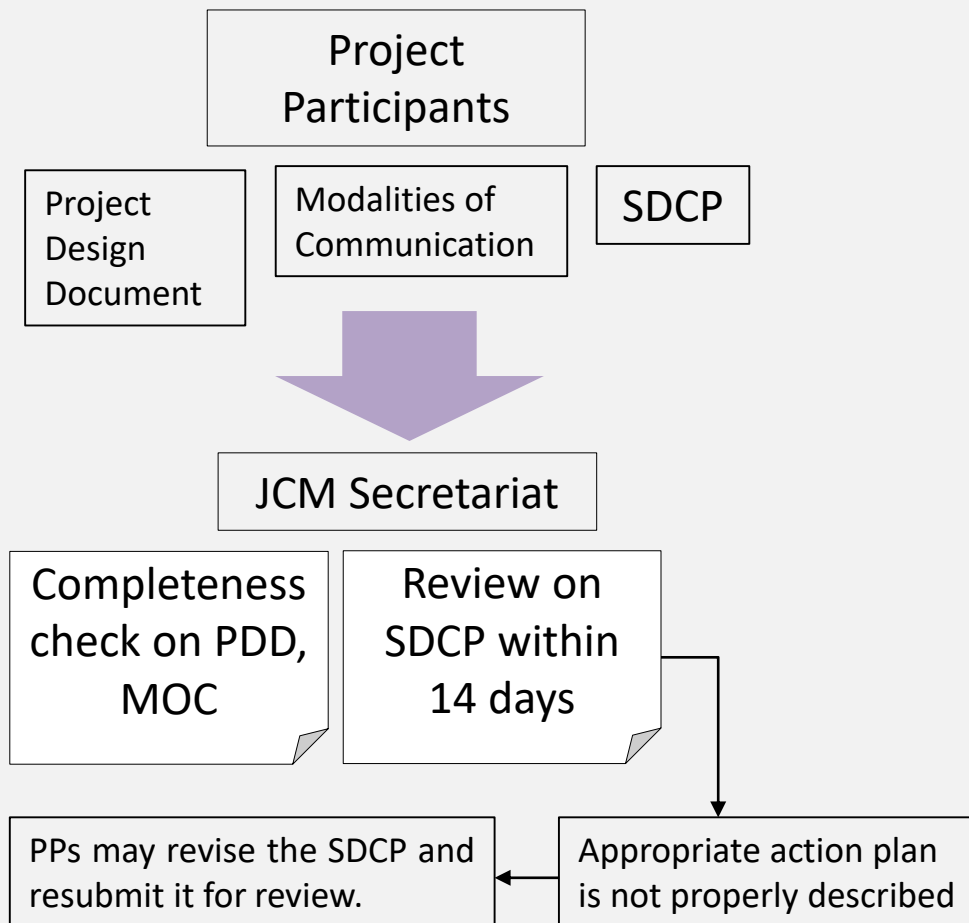 Project
Participants
Project
Design
Document
Modalities of
Communication
SDCP
JCM Secretariat
Completeness
check on PDD,
MOC
Review on
SDCP within
14 days
PPs may revise the SDCP and
resubmit it for review.
Appropriate action plan
is not properly described